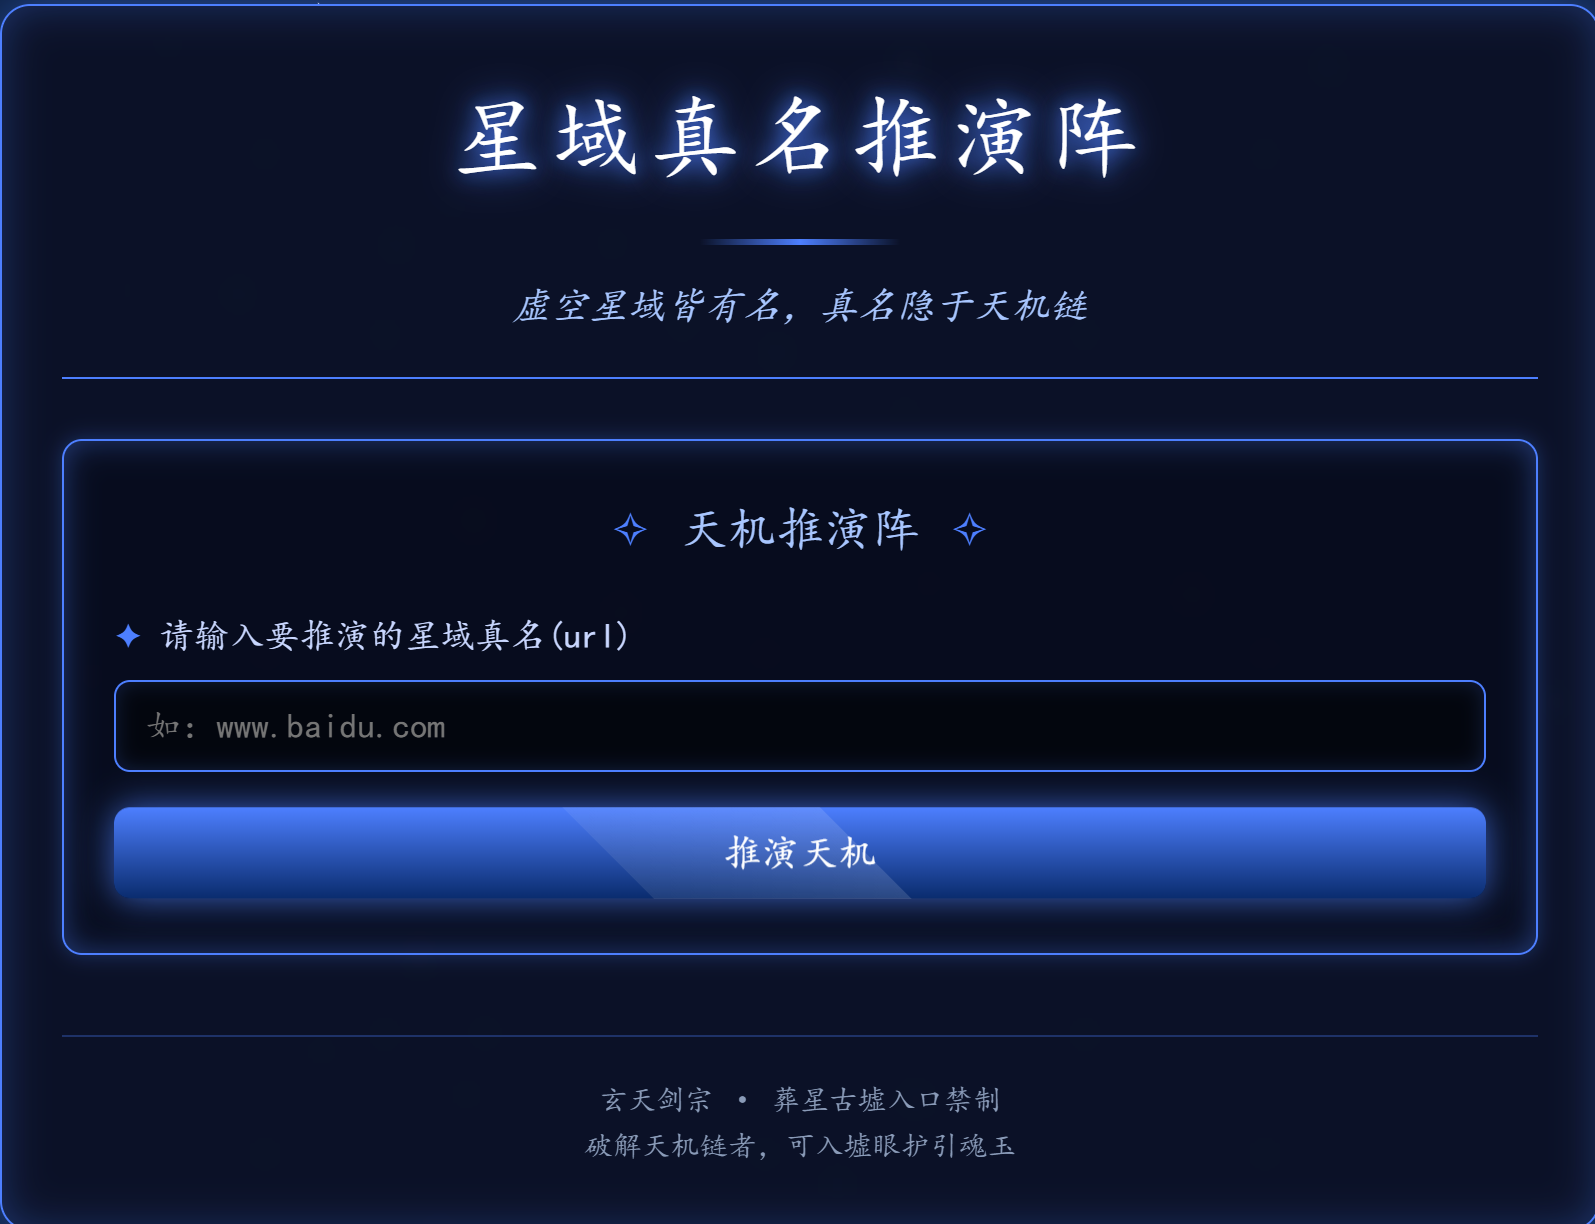 星域真名推演阵
虚空星域皆有名，真名隐于天机链
✧ 天机推演阵 ✧
✦ 请输入要推演的星域真名(url)
如：www.baidu.com
推演天机
玄天剑宗 • 葬星古墟入口禁制
破解天机链者，可入墟眼护引魂玉